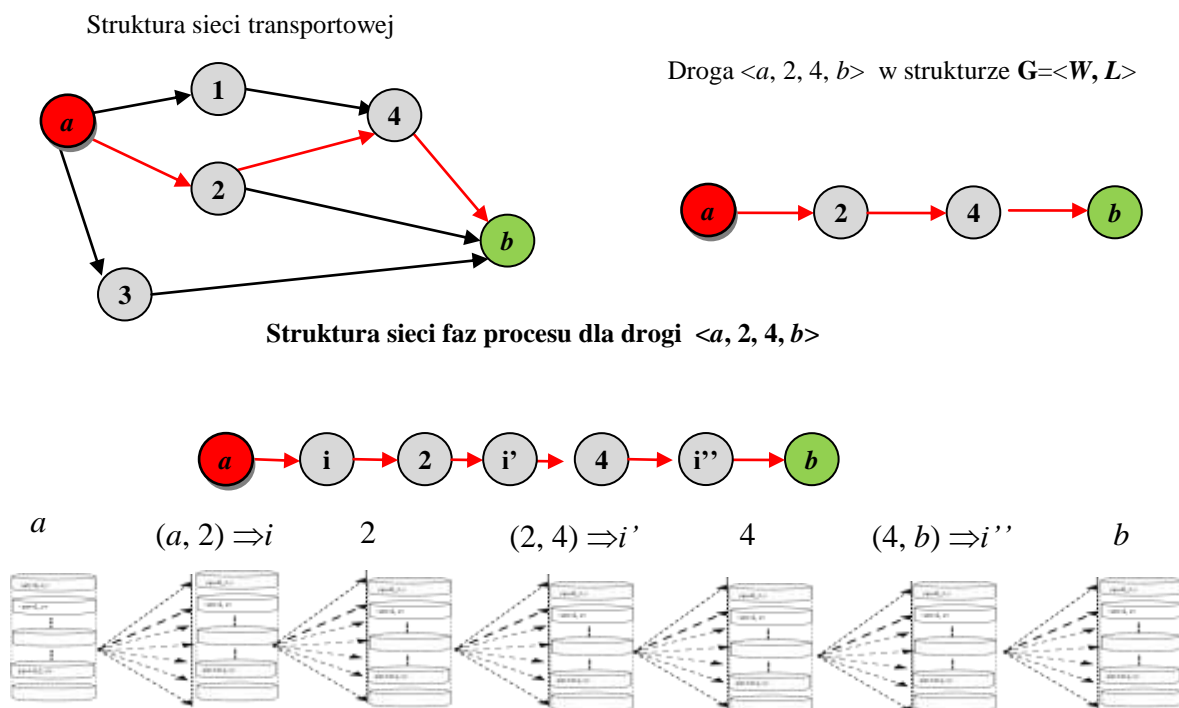 Struktura sieci transportowej
Droga <a, 2, 4, b> w strukturze G=<W, L>
1
a
4
2
b
3
a
2
4
b
Struktura sieci faz procesu dla drogi <a, 2, 4, b>
a
i
2
i’
4
i’’
b
a
(a, 2) ⇒i
2
(2, 4) ⇒i’
4
(4, b) ⇒i’’
b